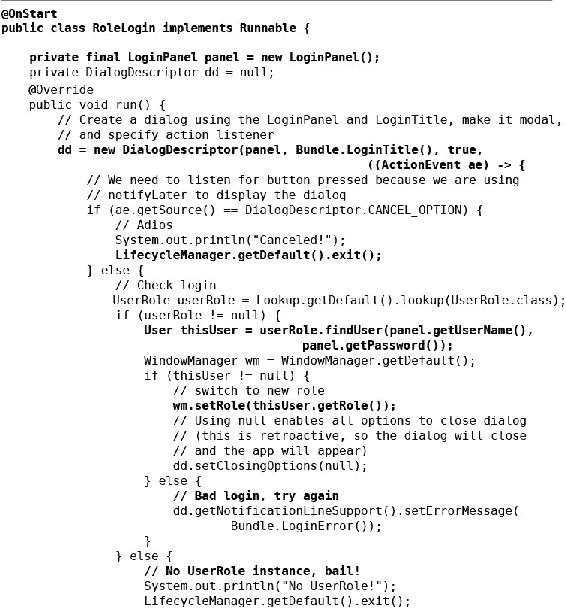 @OnStart
public class RoleLogin implements Runnable {
private final LoginPanel panel = new LoginPanel();
private DialogDescriptor dd = null;
@Override
public void run() {
// Create a dialog using the LoginPanel and LoginTitle, make it modal,
// and specify action listener
dd = new DialogDescriptor(panel, Bundle.LoginTitle(), true,
((ActionEvent ae) -> {
// We need to listen for button pressed because we are using
// notifyLater to display the dialog
if (ae.getSource() == DialogDescriptor.CANCEL_OPTION) {
// Adios
System.out.println("Canceled!");
LifecycleManager.getDefault().exit();
} else {
// Check login
UserRole userRole = Lookup.getDefault().lookup(UserRole.class);
if (userRole != null) {
User thisUser = userRole.findUser(panel.getUserName(),
panel.getPassword());
WindowManager wm = WindowManager.getDefault();
if (thisUser != null) {
// switch to new role
wm.setRole(thisUser.getRole());
// Using null enables all options to close dialog
// (this is retroactive, so the dialog will close
// and the app will appear)
dd.setClosingOptions(null);
} else {
// Bad login, try again
dd.getNotificationLineSupport().setErrorMessage(
Bundle.LoginError());
}
} else {
// No UserRole instance, bail!
System.out.println("No UserRole!");
LifecycleManager.getDefault().exit();